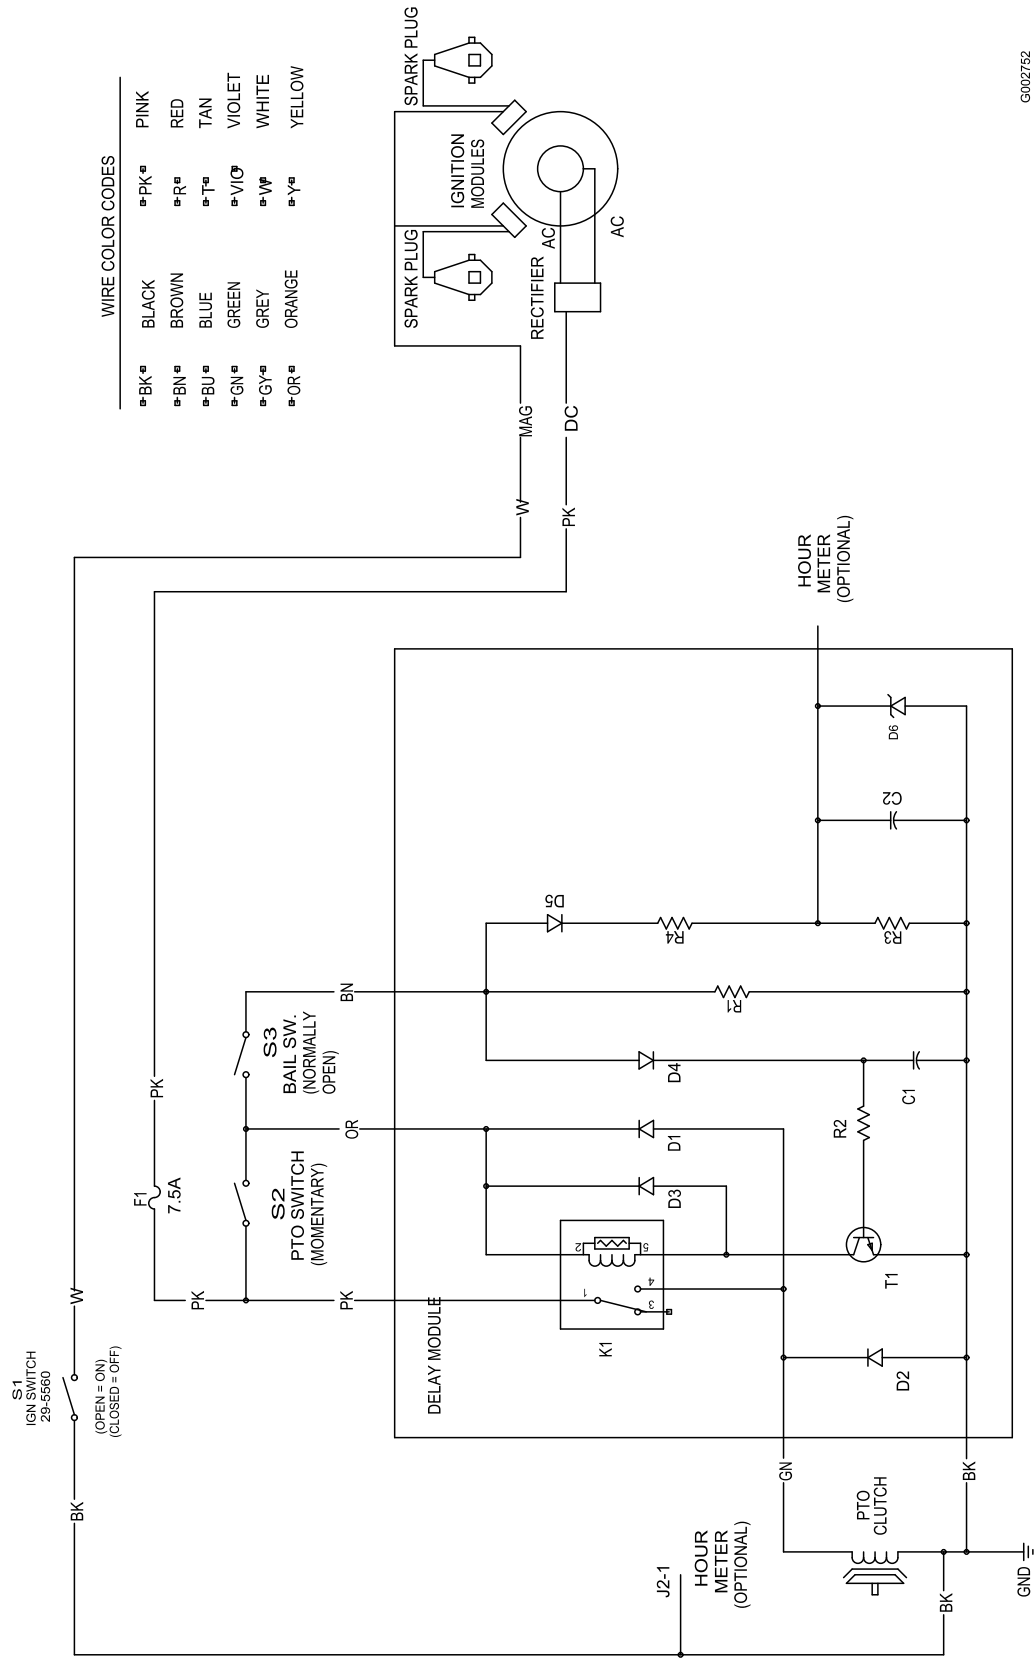 WIRE COLOR CODES
BK BLACK
BN BROWN
BU BLUE
GN GREEN
GY GREY
OR ORANGE
PK PINK
R RED
T TAN
VIO VIOLET
W WHITE
Y YELLOW
SPARK PLUG
SPARK PLUG
IGNITION
MODULES
AC
AC
RECTIFIER
MAG
DC
W
PK
G002752
HOUR
METER
(OPTIONAL)
S1
IGN SWITCH
29-5560
(OPEN = ON)
(CLOSED = OFF)
W
BK
F1
7.5A
PK
PK
PK
S2
PTO SWITCH
(MOMENTARY)
S3
BAIL SW.
(NORMALLY
OPEN)
OR
BN
DELAY MODULE
K1
1
2
3
4
5
D3
D1
D4
D5
R4
R1
R3
C2
D6
R2
C1
T1
D2
GN
BK
PTO
CLUTCH
GND
BK
J2-1
HOUR
METER
(OPTIONAL)